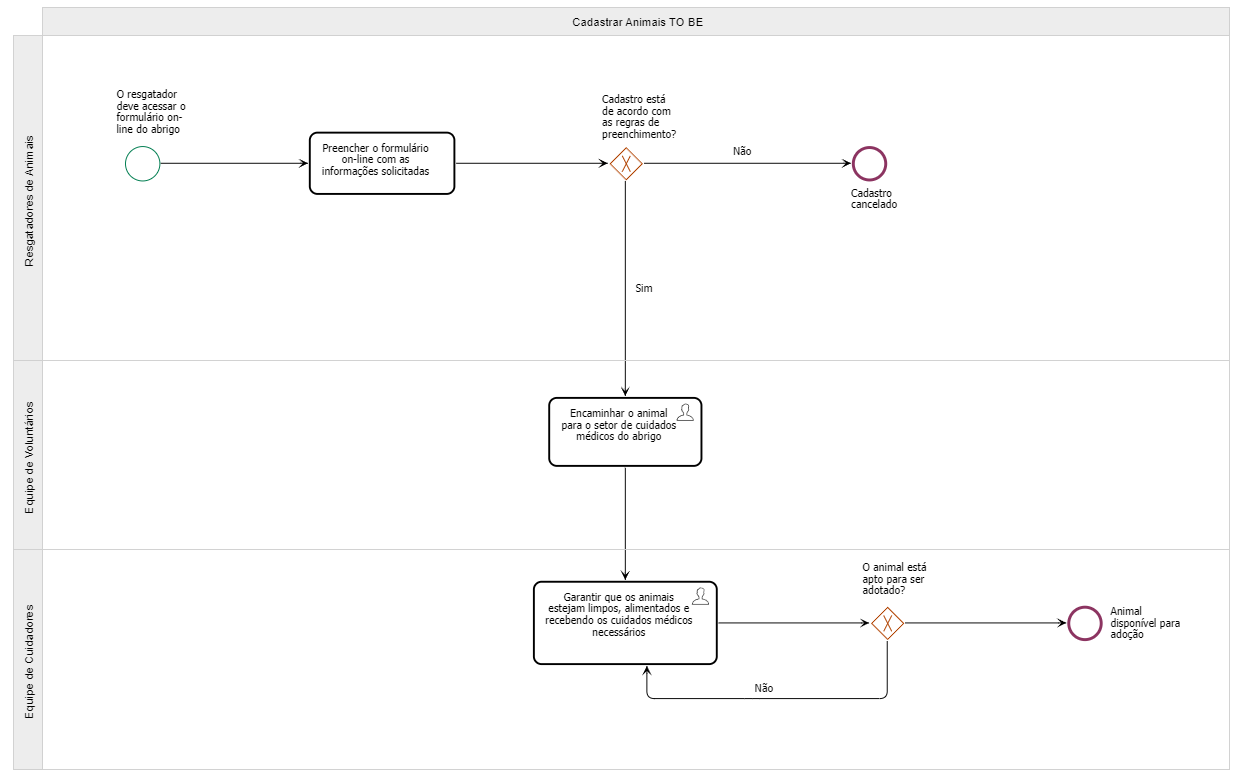 Cadastrar Animais TO BE
Resgatadores de Animais
O resgatador
deve acessar o
formulário on-
line do abrigo
Preencher o formulário
on-line com as
informações solicitadas
Cadastro está
de acordo com
as regras de
preenchimento?
Não
Cadastro
cancelado
Sim
Equipe de Voluntários
Encaminhar o animal
para o setor de cuidados
médicos do abrigo
Equipe de Cuidadores
Garantir que os animais
estejam limpos, alimentados e
recebendo os cuidados médicos
necessários
O animal está
apto para ser
adotado?
Animal
disponível para
adoção
Não